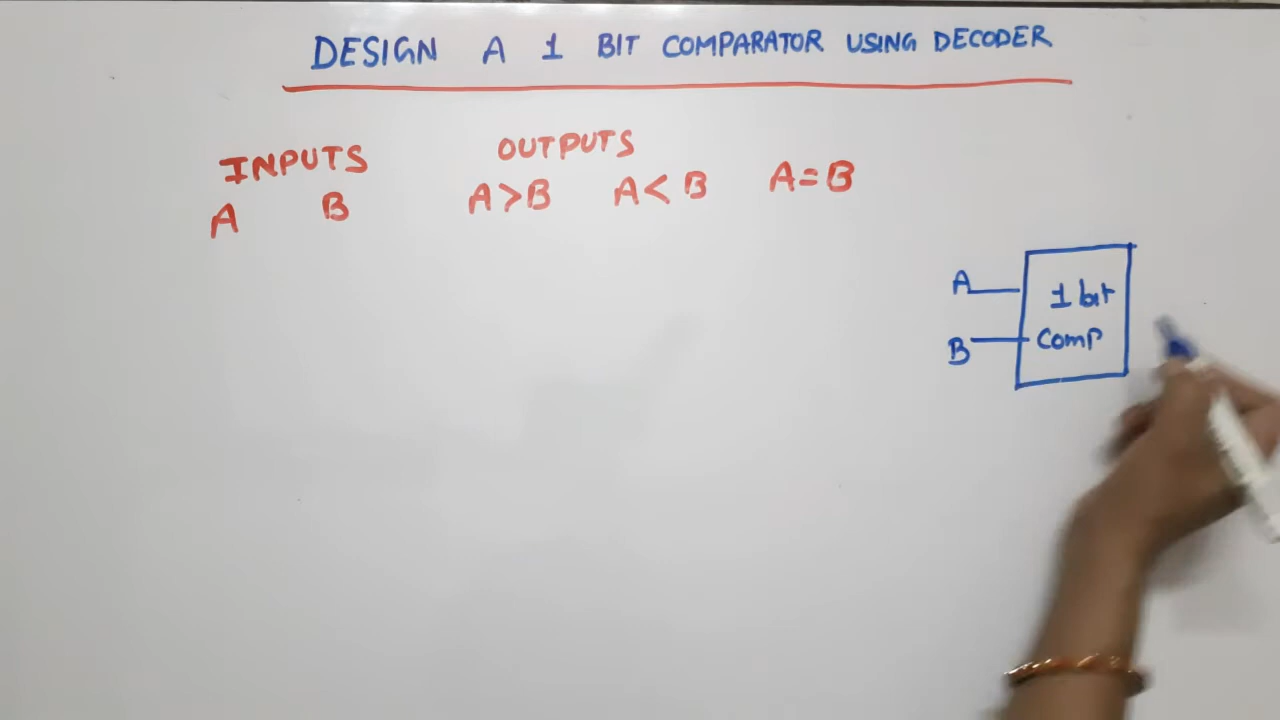 DESIGN A 1 BIT COMPARATOR USING DECODER
INPUTS OUTPUTS
A B A>B A<B A=B
A 1 bit
B Comp